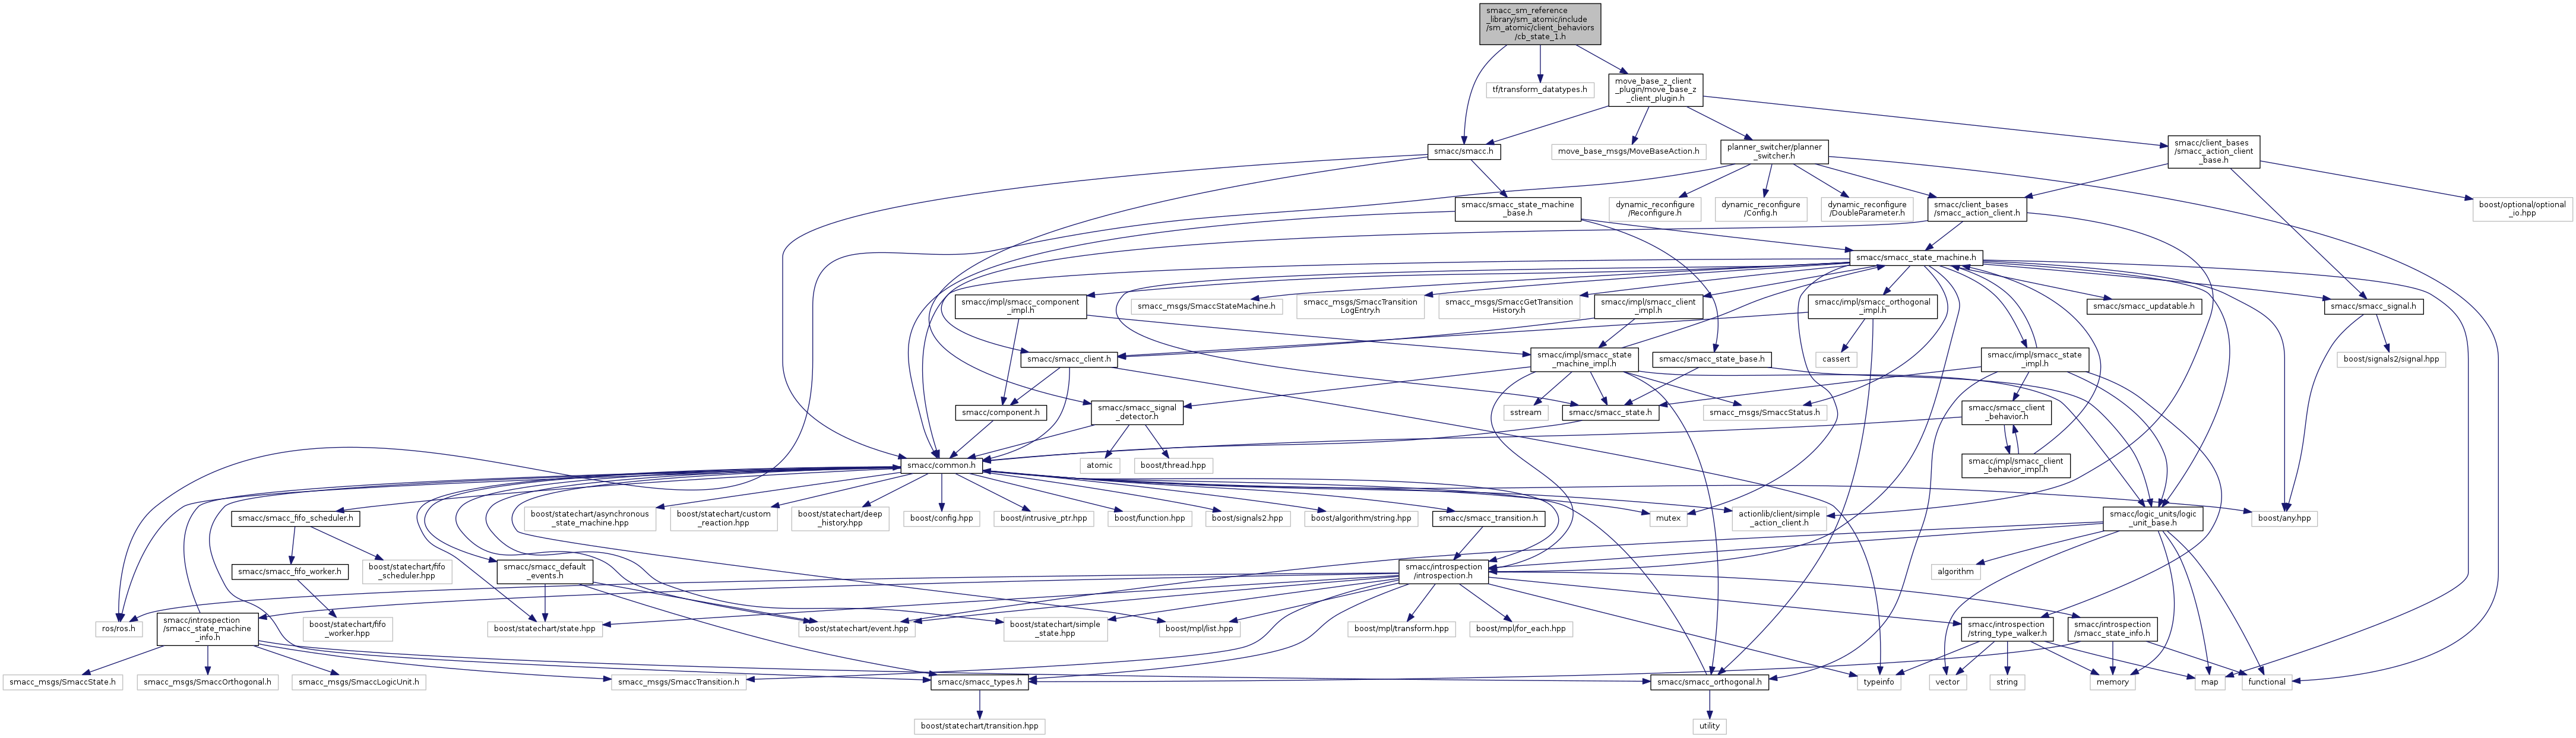 smacc_sm_reference
_library/sm_atomic/include
/sm_atomic/client_behaviors
/cb_state_1.h
tf/transform_datatypes.h
move_base_z_client
_plugin/move_base_z
_client_plugin.h
smacc/smacc.h
move_base_msgs/MoveBaseAction.h
planner_switcher/planner
_switcher.h
smacc/client_bases
/smacc_action_client
_base.h
smacc/smacc_state_machine
_base.h
dynamic_reconfigure
/Reconfigure.h
dynamic_reconfigure
/Config.h
dynamic_reconfigure
/DoubleParameter.h
smacc/client_bases
/smacc_action_client.h
boost/optional/optional
_io.hpp
smacc/smacc_state_machine.h
smacc/impl/smacc_component
_impl.h
smacc_msgs/SmaccStateMachine.h
smacc_msgs/SmaccTransition
LogEntry.h
smacc_msgs/SmaccGetTransition
History.h
smacc/impl/smacc_client
_impl.h
smacc/impl/smacc_orthogonal
_impl.h
smacc/smacc_updatable.h
smacc/smacc_signal.h
smacc/smacc_client.h
smacc/impl/smacc_state
_machine_impl.h
smacc/smacc_state_base.h
cassert
smacc/impl/smacc_state
_impl.h
boost/signals2/signal.hpp
smacc/component.h
smacc/smacc_signal
_detector.h
sstream
smacc/smacc_state.h
smacc_msgs/SmaccStatus.h
smacc/smacc_client
_behavior.h
smacc/common.h
atomic
boost/thread.hpp
smacc/impl/smacc_client
_behavior_impl.h
smacc/smacc_fifo_scheduler.h
boost/statechart/asynchronous
_state_machine.hpp
boost/statechart/custom
_reaction.hpp
boost/statechart/deep
_history.hpp
boost/config.hpp
boost/intrusive_ptr.hpp
boost/function.hpp
boost/signals2.hpp
boost/algorithm/string.hpp
smacc/smacc_transition.h
mutex
actionlib/client/simple
_action_client.h
smacc/logic_units/logic
_unit_base.h
boost/any.hpp
smacc/smacc_fifo_worker.h
boost/statechart/fifo
_scheduler.hpp
smacc/smacc_default
_events.h
smacc/introspection
/introspection.h
algorithm
ros/ros.h
smacc/introspection
/smacc_state_machine
_info.h
boost/statechart/fifo
_worker.hpp
boost/statechart/state.hpp
boost/statechart/event.hpp
boost/statechart/simple
_state.hpp
boost/mpl/list.hpp
boost/mpl/transform.hpp
boost/mpl/for_each.hpp
smacc/introspection
/string_type_walker.h
smacc/introspection
/smacc_state_info.h
smacc_msgs/SmaccState.h
smacc_msgs/SmaccOrthogonal.h
smacc_msgs/SmaccLogicUnit.h
smacc_msgs/SmaccTransition.h
smacc/smacc_types.h
smacc/smacc_orthogonal.h
typeinfo
vector
string
memory
map
functional
boost/statechart/transition.hpp
utility